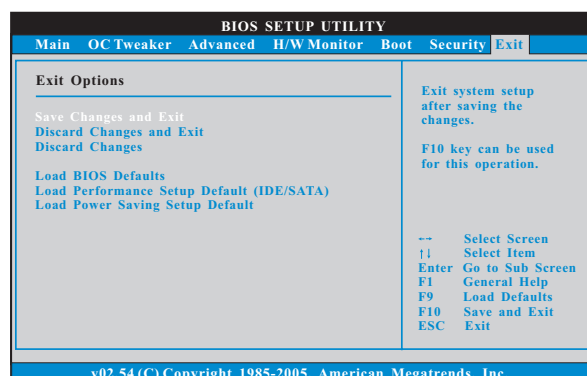 BIOS SETUP UTILITY
Main OC Tweaker Advanced H/W Monitor Boot Security Exit
Exit Options
Save Changes and Exit
Discard Changes and Exit
Discard Changes
Load BIOS Defaults
Load Performance Setup Default (IDE/SATA)
Load Power Saving Setup Default
Exit system setup
after saving the
changes.
F10 key can be used
for this operation.
←→ Select Screen
↑↓ Select Item
Enter Go to Sub Screen
F1 General Help
F9 Load Defaults
F10 Save and Exit
ESC Exit
v02.54 (C) Copyright 1985-2005, American Megatrends, Inc.